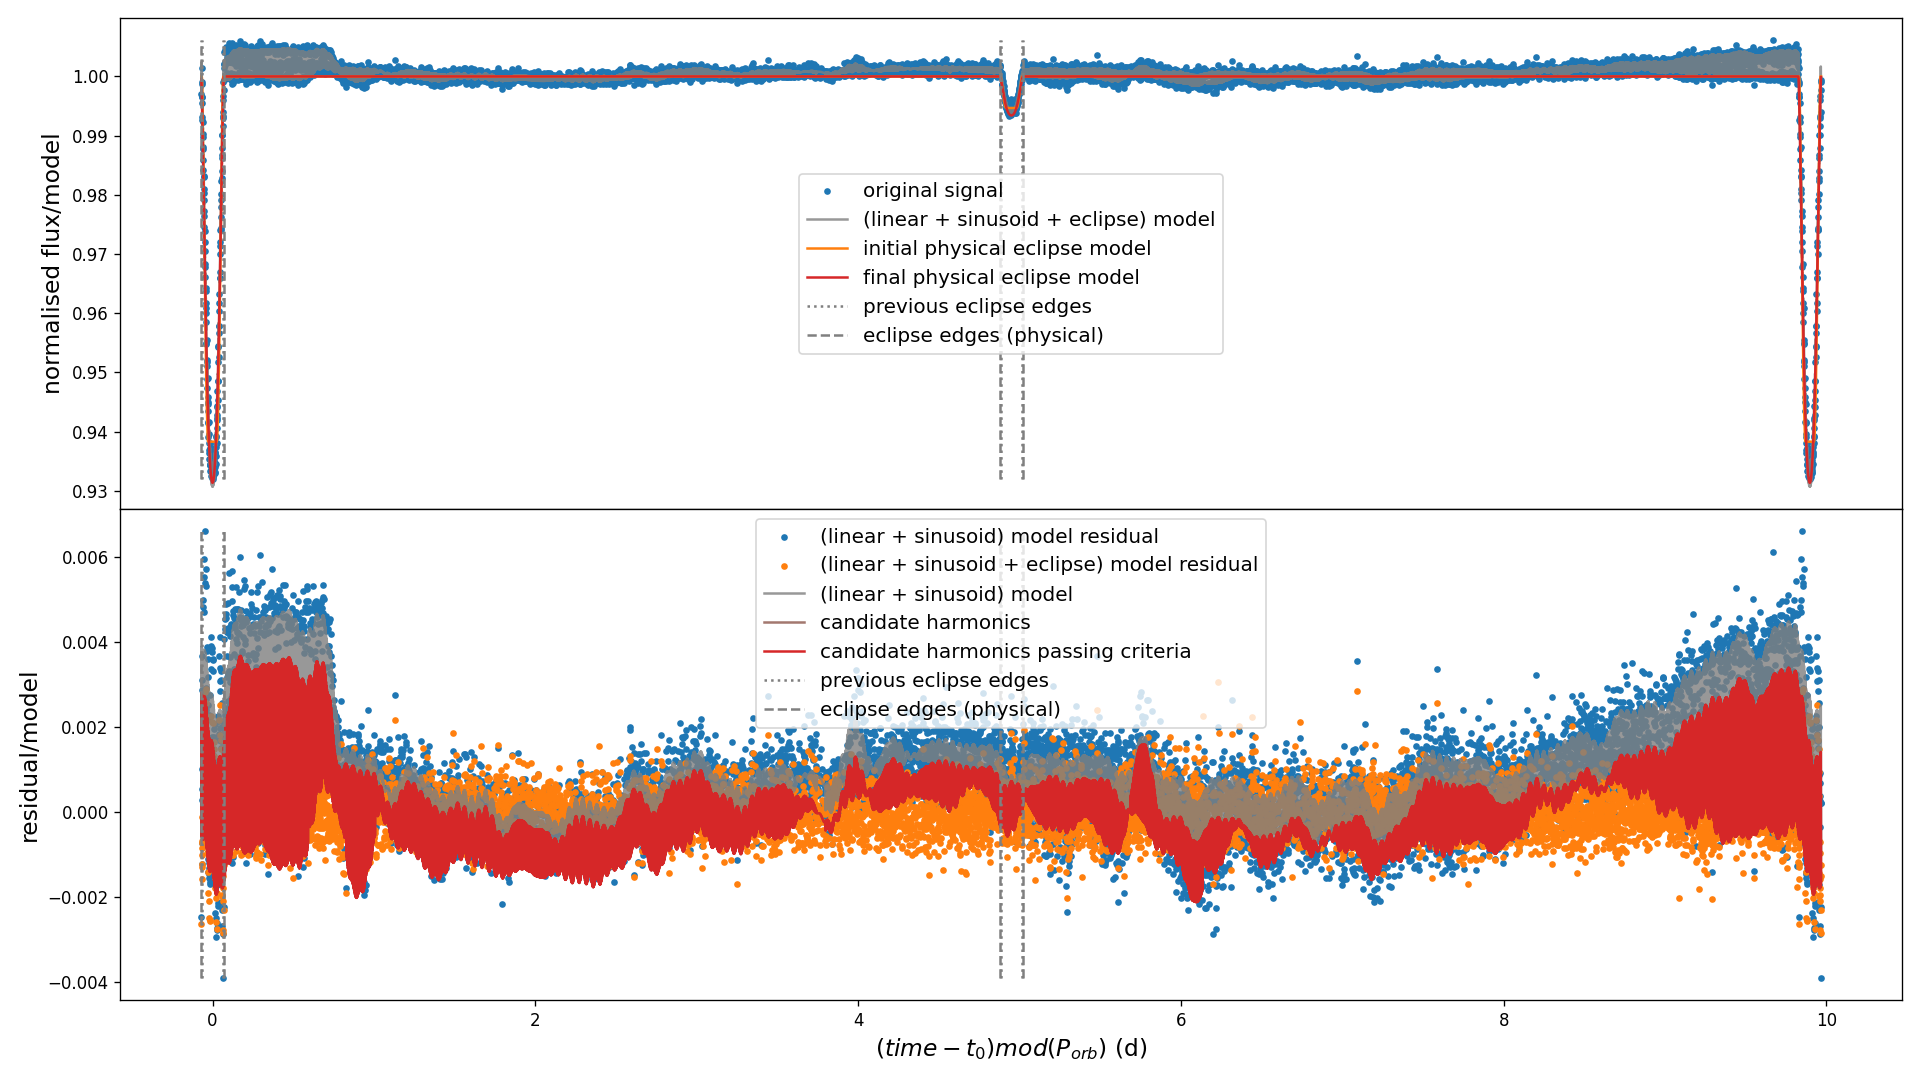 normalised flux/model
1.00
0.99
0.98
0.97
0.96
0.95
0.94
0.93
original signal
(linear + sinusoid + eclipse) model
initial physical eclipse model
final physical eclipse model
previous eclipse edges
eclipse edges (physical)
residual/model
0.006
0.004
0.002
0.000
−0.002
−0.004
(linear + sinusoid) model residual
(linear + sinusoid + eclipse) model residual
(linear + sinusoid) model
candidate harmonics
candidate harmonics passing criteria
previous eclipse edges
eclipse edges (physical)
0 2 4 6 8 10
(time − t₀)mod(Pₒᵣb) (d)